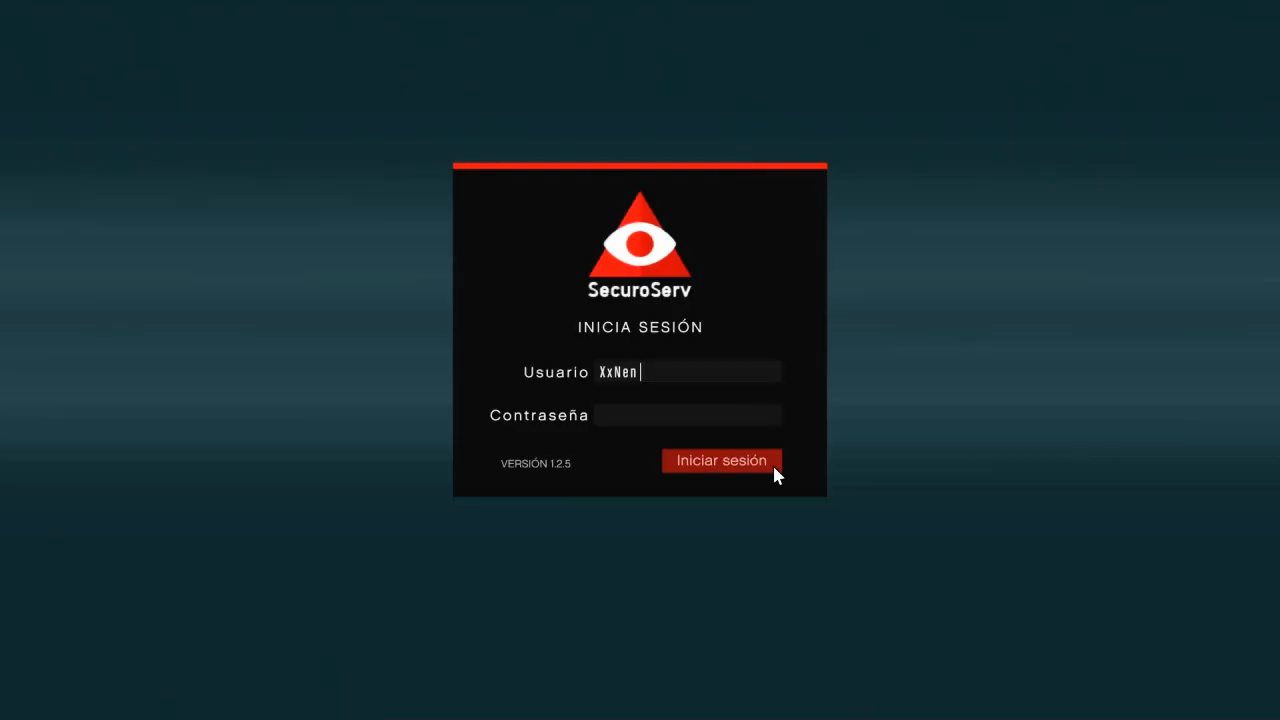 SecuroServ
INICIA SESIÓN
Usuario XxNen
Contraseña
VERSIÓN 1.2.5 Iniciar sesión